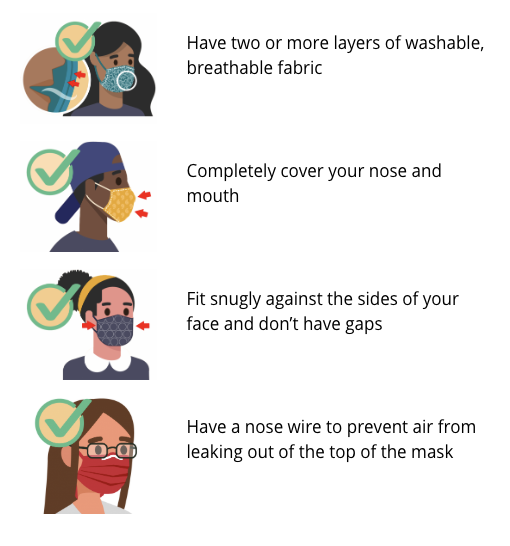 Have two or more layers of washable,
breathable fabric
Completely cover your nose and
mouth
Fit snugly against the sides of your
face and don’t have gaps
Have a nose wire to prevent air from
leaking out of the top of the mask